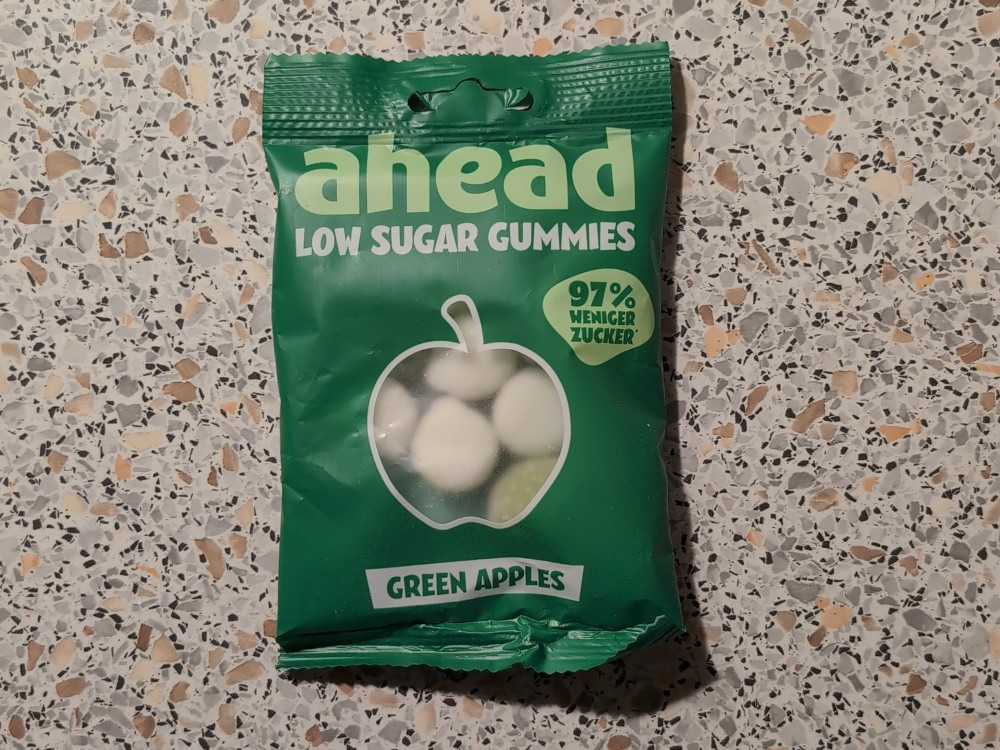 ahead
LOW SUGAR GUMMIES
97%
WENIGER
ZUCKER*
GREEN APPLES